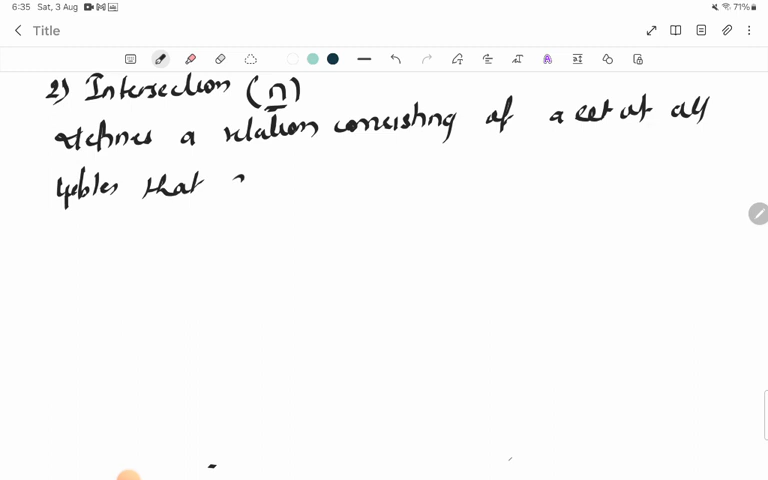 6:35 Sat, 3 Aug 71%
Title
2) Intersection (∩)
defines a relation consisting of a set of all
tuples that